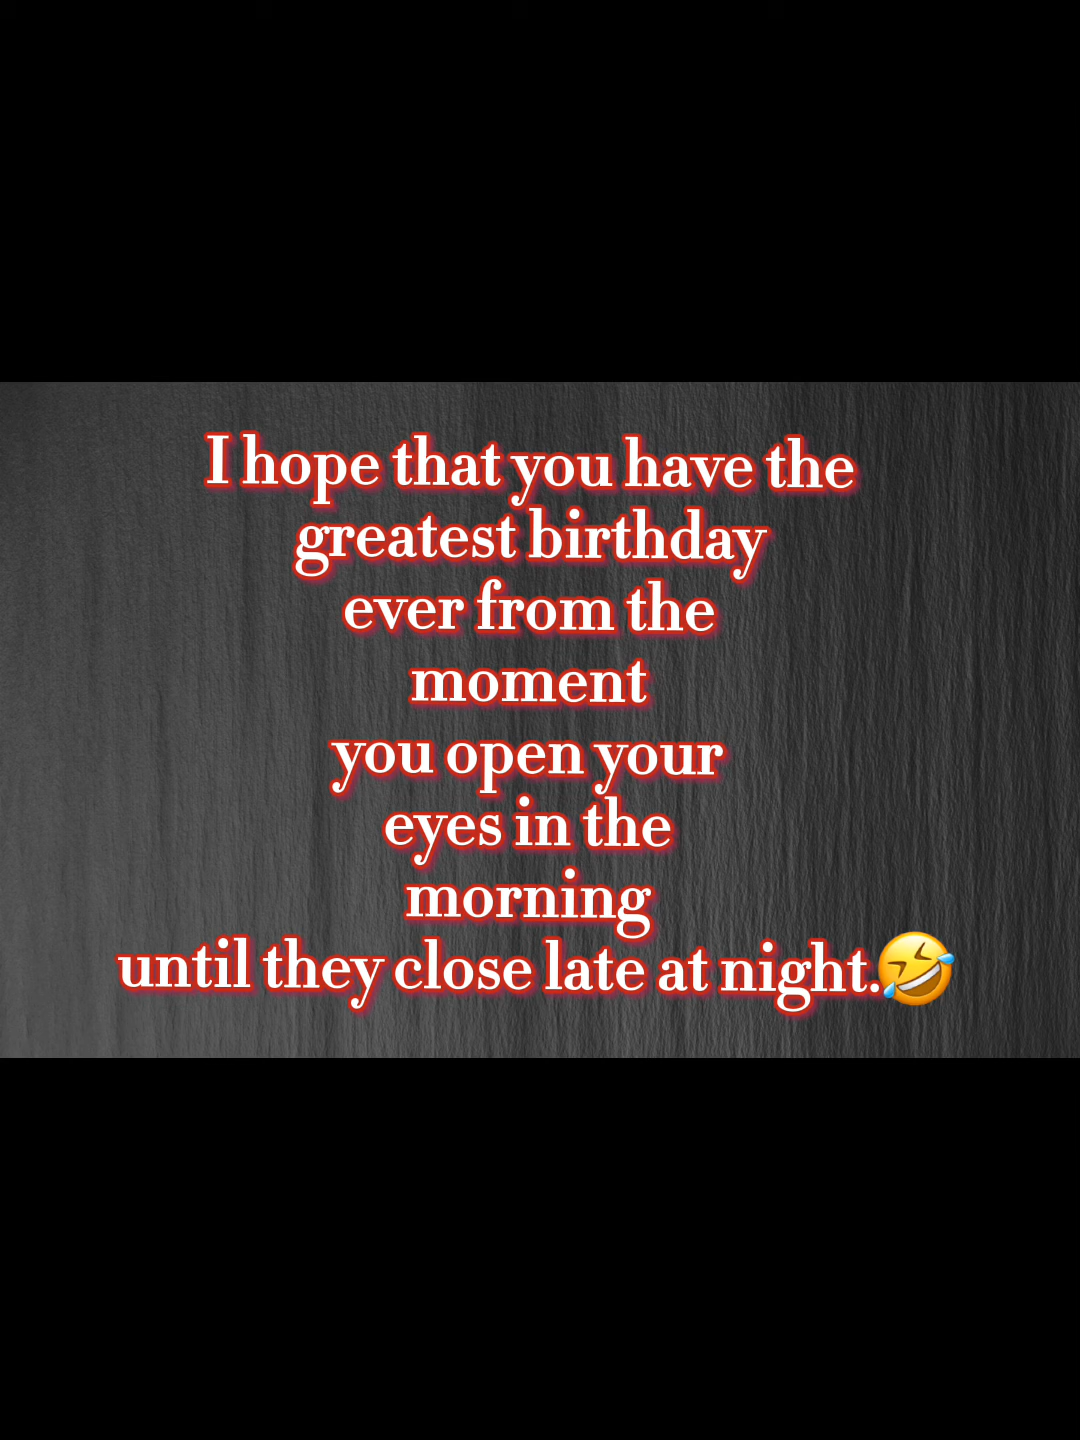 I hope that you have the
greatest birthday
ever from the
moment
you open your
eyes in the
morning
until they close late at night.🤣